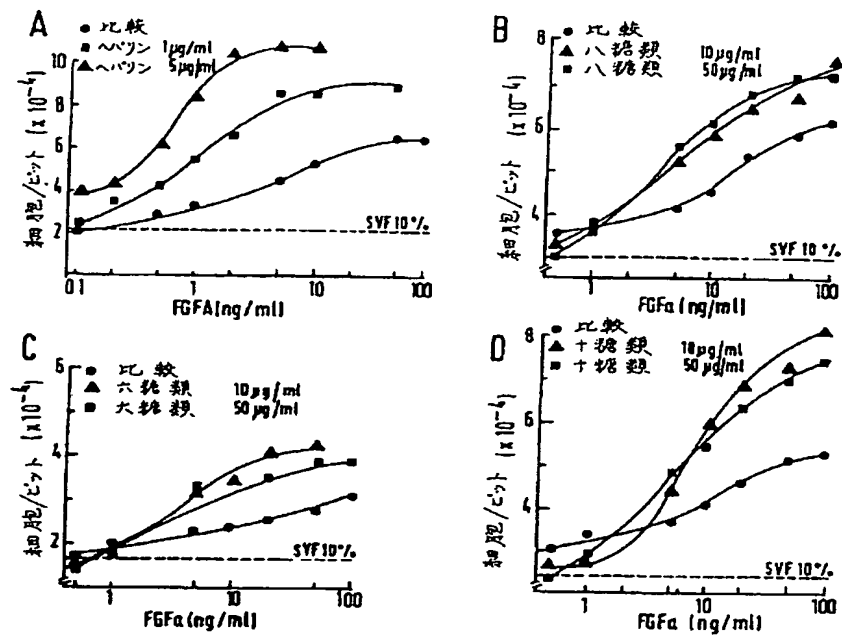 A
● 比較
■ ヘパリン 1μg/ml
▲ ヘパリン 5μg/ml
細胞/ピット (x10⁻⁴)
10
8
6
4
2
0
SVF 10%
0.1 1 10 100
FGFA(ng/ml)
B
● 比較
▲ 八糖類 10μg/ml
■ 八糖類 50μg/ml
細胞/ピット (x10⁻⁴)
8
6
4
SVF 10%
1 10 100
FGFa(ng/ml)
C
● 比較
▲ 六糖類 10μg/ml
■ 六糖類 50μg/ml
細胞/ピット (x10⁻⁴)
6
4
2
SVF 10%
1 10 100
FGFa(ng/ml)
D
● 比較
▲ 十糖類 10μg/ml
■ 十糖類 50μg/ml
細胞/ピット (x10⁻⁴)
8
6
4
SVF 10%
1 10 100
FGFa (ng/ml)